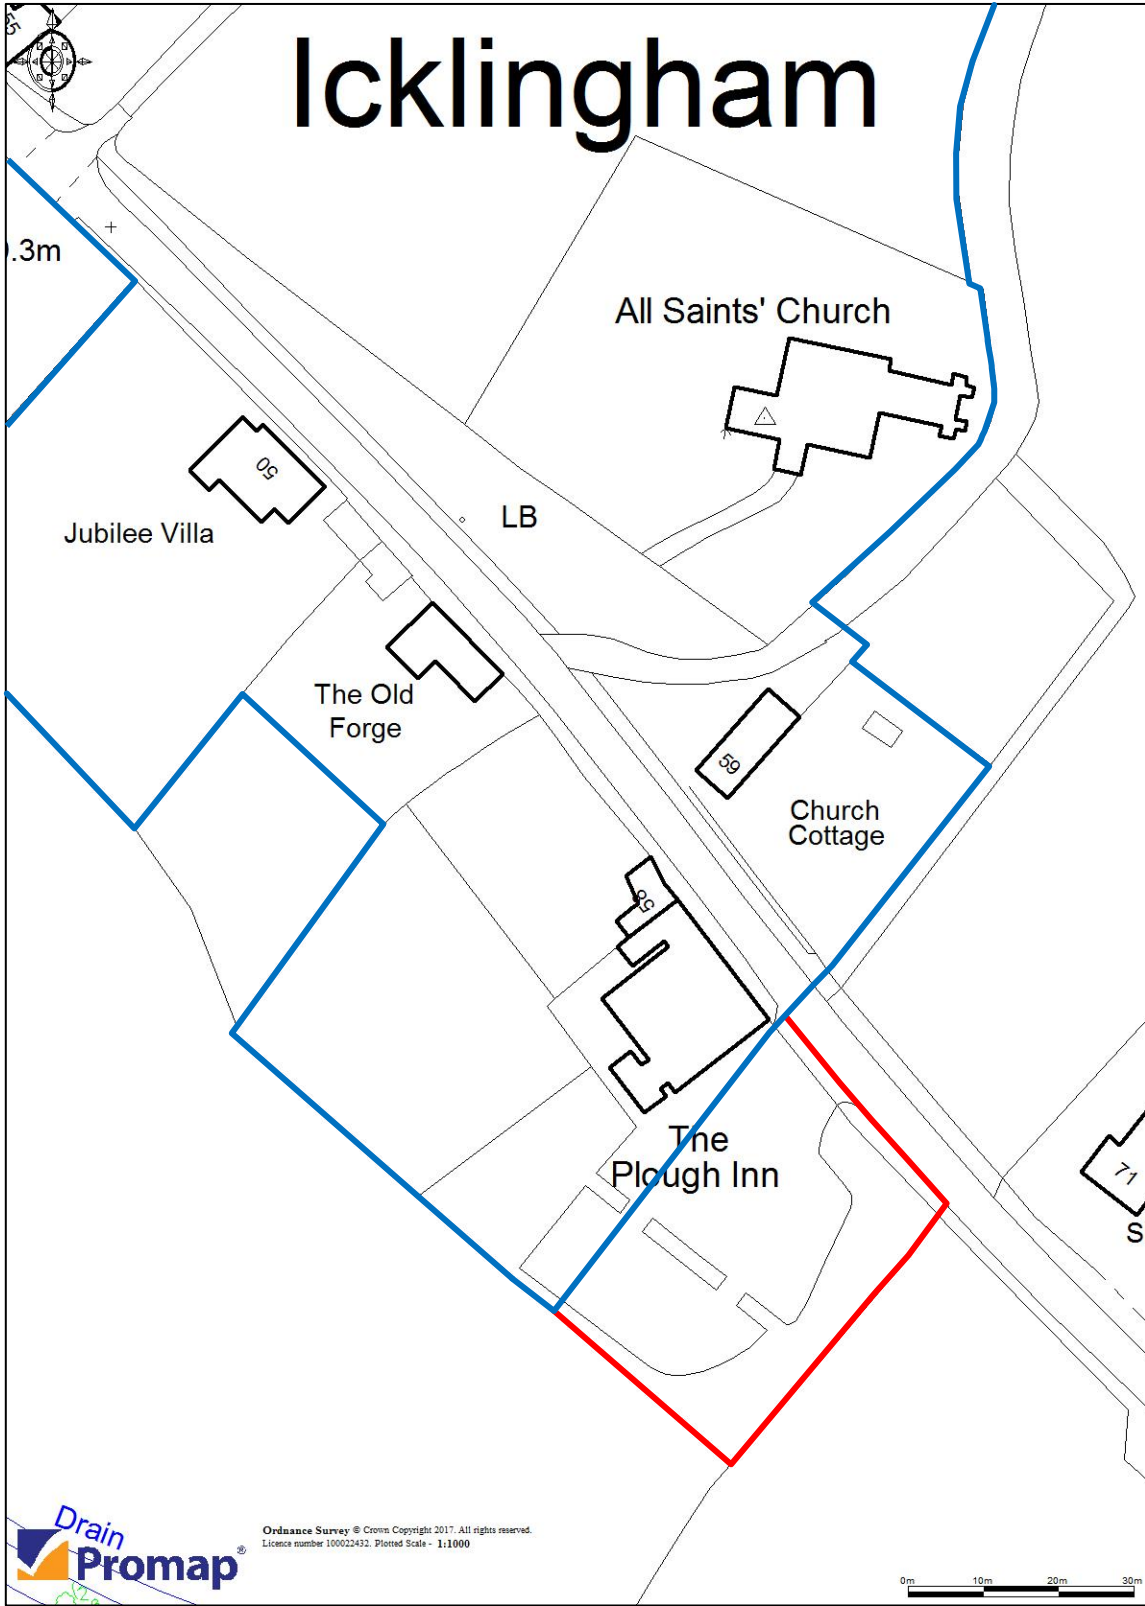 Icklingham
55
.3m
All Saints' Church
50
LB
Jubilee Villa
The Old
Forge
59
Church
Cottage
58
The
Plough Inn
71
S
Drain
Promap®
Ordnance Survey © Crown Copyright 2017. All rights reserved.
Licence number 100022432. Plotted Scale - 1:1000
0m 10m 20m 30m